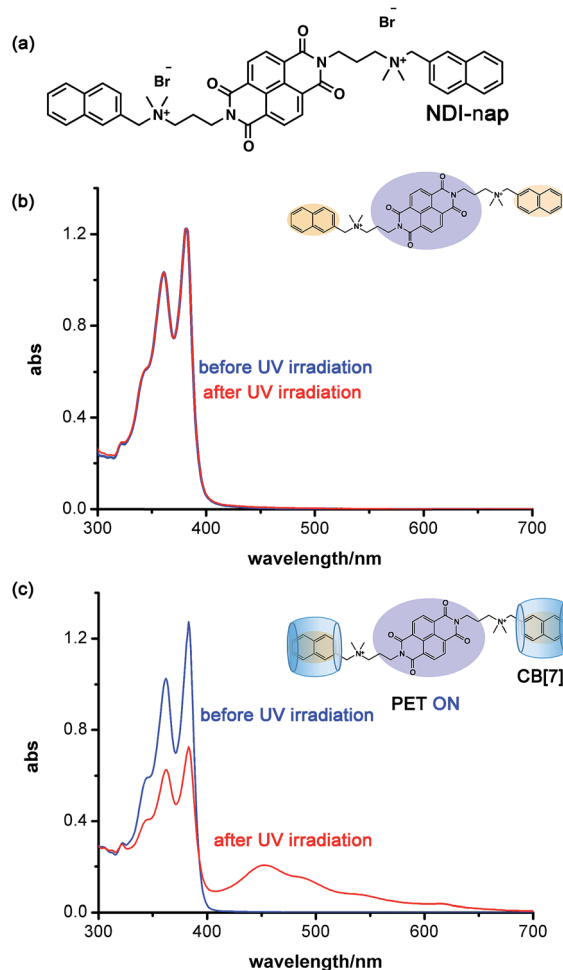 (a)
Br⁻
Br⁻
O
O
N
N⁺
N⁺
N
O
O
NDI-nap
(b)
1.2
0.8
0.4
0.0
abs
O
O
N
N⁺
N⁺
N
O
O
before UV irradiation
after UV irradiation
300
400
500
600
700
wavelength/nm
(c)
1.2
0.8
0.4
0.0
abs
O
O
N
N⁺
N⁺
N
O
O
CB[7]
PET ON
before UV irradiation
after UV irradiation
300
400
500
600
700
wavelength/nm